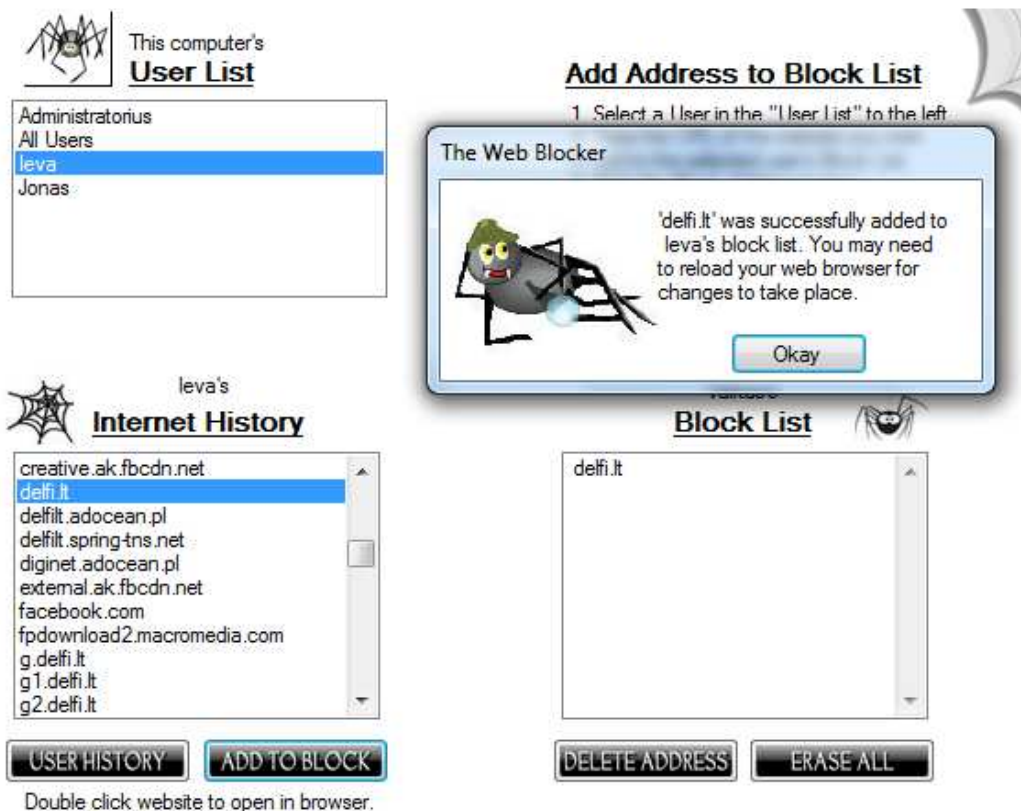 This computer's
User List
Administratorius
All Users
Ieva
Jonas
Add Address to Block List
1. Select a User in the "User List" to the left
The Web Blocker
'delfi.lt' was successfully added to
Ieva's block list. You may need
to reload your web browser for
changes to take place.
Okay
Ieva's
Internet History
creative.ak.fbcdn.net
delfi.lt
delfilt.adocean.pl
delfilt.spring-tns.net
diginet.adocean.pl
external.ak.fbcdn.net
facebook.com
fpdownload2.macromedia.com
g.delfi.lt
g1.delfi.lt
g2.delfi.lt
USER HISTORY
ADD TO BLOCK
Double click website to open in browser.
Block List
delfi.lt
DELETE ADDRESS
ERASE ALL